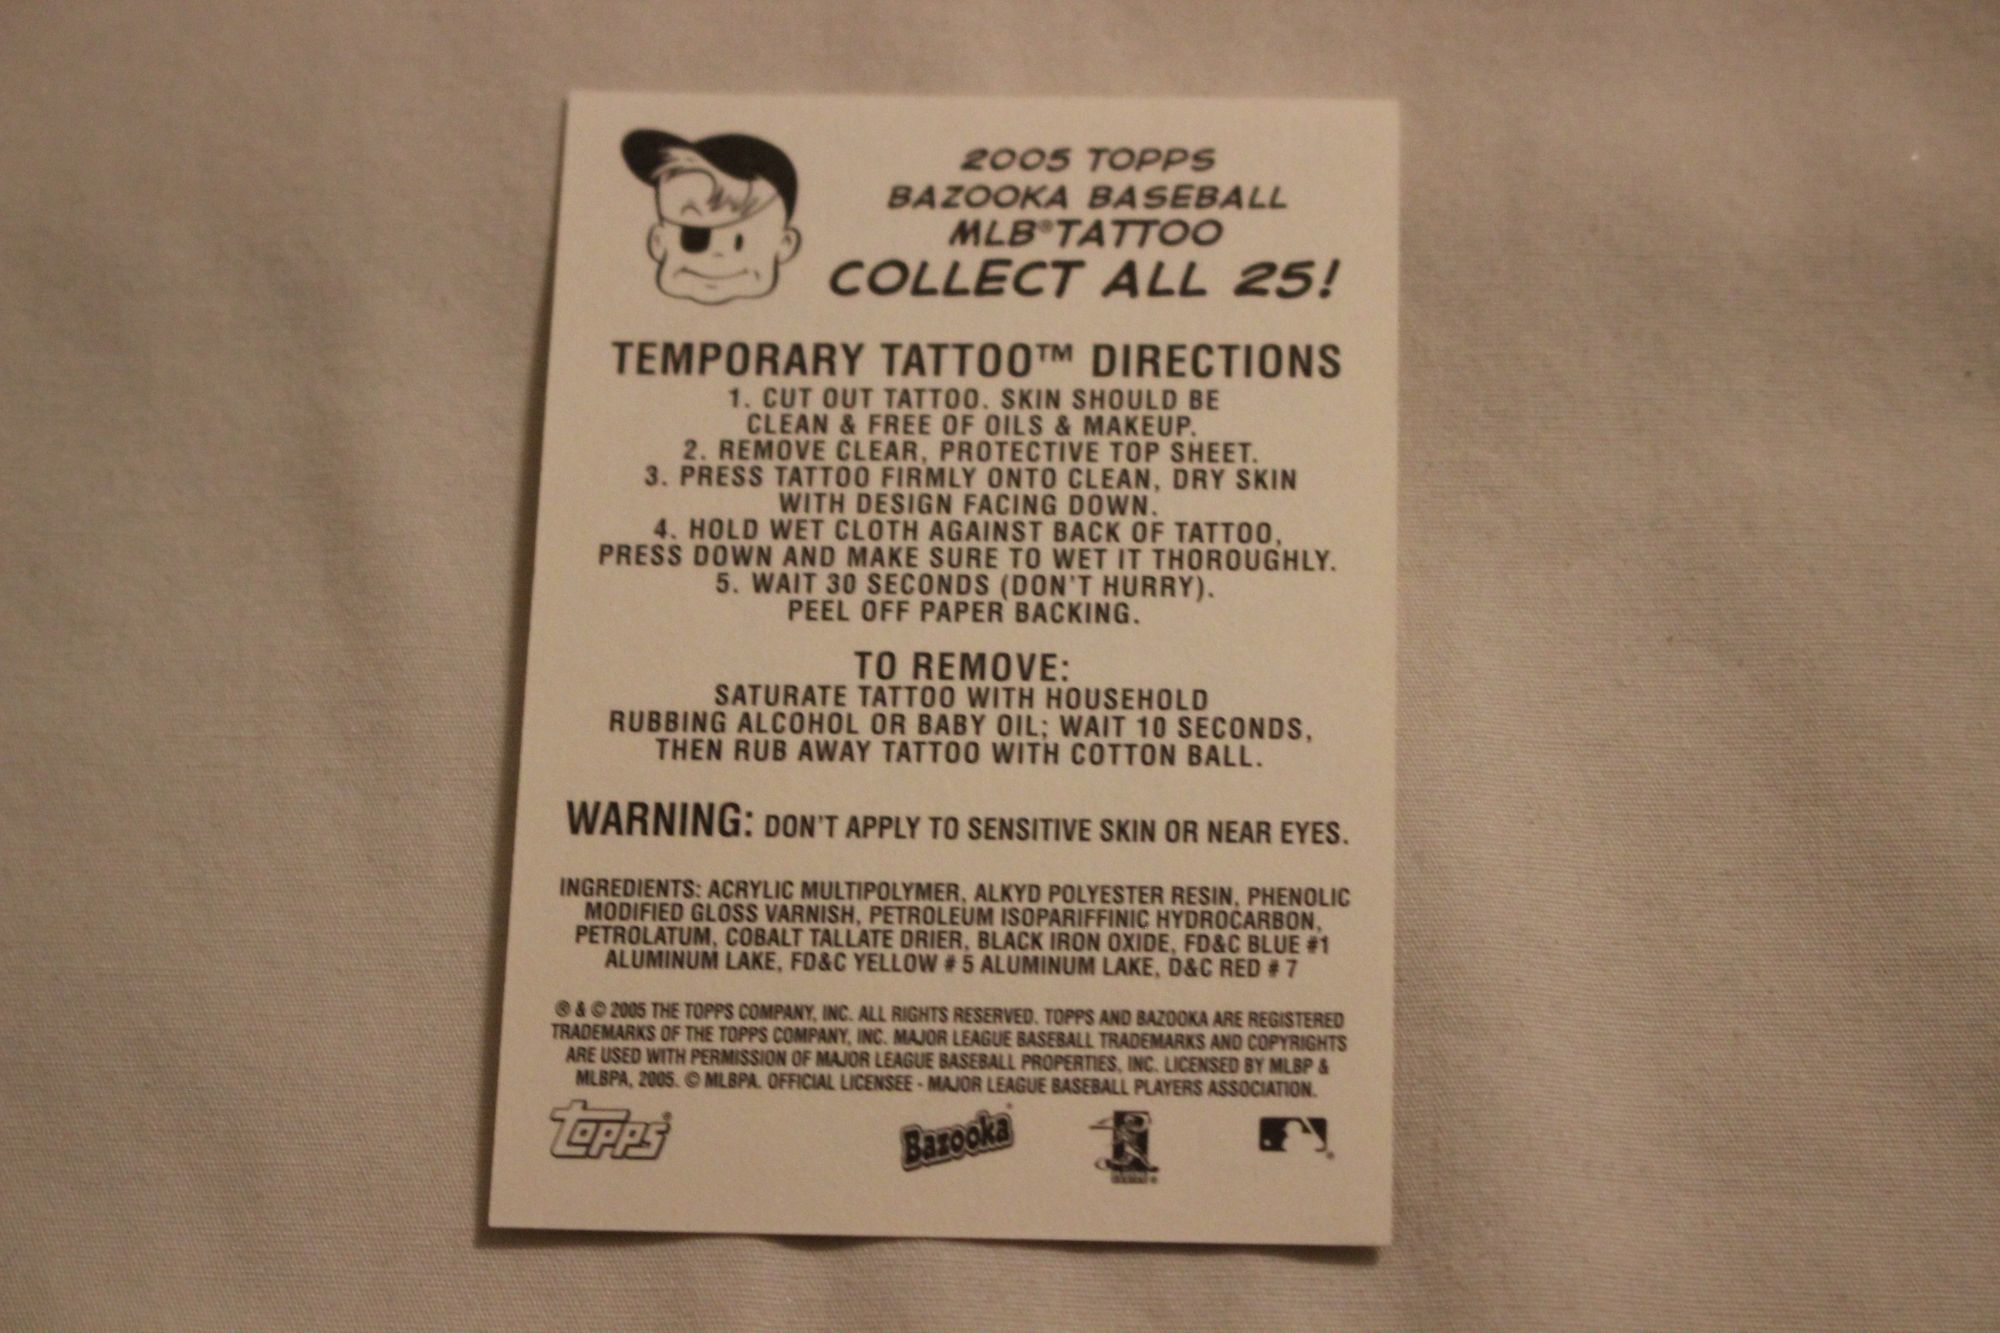 2005 TOPPS
BAZOOKA BASEBALL
MLB® TATTOO
COLLECT ALL 25!
TEMPORARY TATTOO™ DIRECTIONS
1. CUT OUT TATTOO. SKIN SHOULD BE
CLEAN & FREE OF OILS & MAKEUP.
2. REMOVE CLEAR, PROTECTIVE TOP SHEET.
3. PRESS TATTOO FIRMLY ONTO CLEAN, DRY SKIN
WITH DESIGN FACING DOWN.
4. HOLD WET CLOTH AGAINST BACK OF TATTOO,
PRESS DOWN AND MAKE SURE TO WET IT THOROUGHLY.
5. WAIT 30 SECONDS (DON'T HURRY).
PEEL OFF PAPER BACKING.
TO REMOVE:
SATURATE TATTOO WITH HOUSEHOLD
RUBBING ALCOHOL OR BABY OIL; WAIT 10 SECONDS,
THEN RUB AWAY TATTOO WITH COTTON BALL.
WARNING: DON'T APPLY TO SENSITIVE SKIN OR NEAR EYES.
INGREDIENTS: ACRYLIC MULTIPOLYMER, ALKYD POLYESTER RESIN, PHENOLIC
MODIFIED GLOSS VARNISH, PETROLEUM ISOPARIFFINIC HYDROCARBON,
PETROLATUM, COBALT TALLATE DRIER, BLACK IRON OXIDE, FD&C BLUE #1
ALUMINUM LAKE, FD&C YELLOW # 5 ALUMINUM LAKE, D&C RED # 7
® & © 2005 THE TOPPS COMPANY, INC. ALL RIGHTS RESERVED. TOPPS AND BAZOOKA ARE REGISTERED
TRADEMARKS OF THE TOPPS COMPANY, INC. MAJOR LEAGUE BASEBALL TRADEMARKS AND COPYRIGHTS
ARE USED WITH PERMISSION OF MAJOR LEAGUE BASEBALL PROPERTIES, INC. LICENSED BY MLBP &
MLBPA, 2005. © MLBPA. OFFICIAL LICENSEE - MAJOR LEAGUE BASEBALL PLAYERS ASSOCIATION.
Topps® Bazooka®